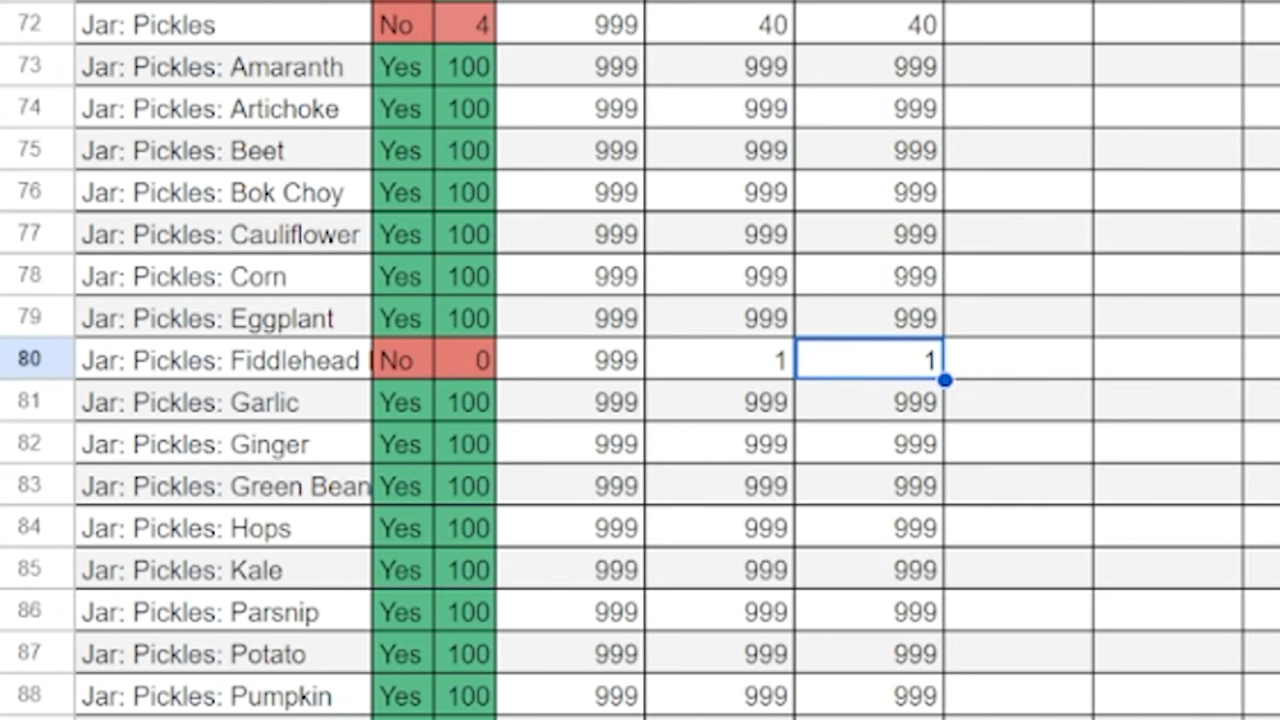 72 Jar: Pickles No 4 999 40 40
73 Jar: Pickles: Amaranth Yes 100 999 999 999
74 Jar: Pickles: Artichoke Yes 100 999 999 999
75 Jar: Pickles: Beet Yes 100 999 999 999
76 Jar: Pickles: Bok Choy Yes 100 999 999 999
77 Jar: Pickles: Cauliflower Yes 100 999 999 999
78 Jar: Pickles: Corn Yes 100 999 999 999
79 Jar: Pickles: Eggplant Yes 100 999 999 999
80 Jar: Pickles: Fiddlehead No 0 999 1 1
81 Jar: Pickles: Garlic Yes 100 999 999 999
82 Jar: Pickles: Ginger Yes 100 999 999 999
83 Jar: Pickles: Green Bean Yes 100 999 999 999
84 Jar: Pickles: Hops Yes 100 999 999 999
85 Jar: Pickles: Kale Yes 100 999 999 999
86 Jar: Pickles: Parsnip Yes 100 999 999 999
87 Jar: Pickles: Potato Yes 100 999 999 999
88 Jar: Pickles: Pumpkin Yes 100 999 999 999